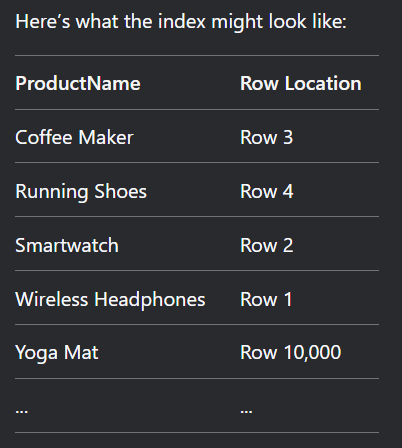 Here's what the index might look like:
ProductName Row Location
Coffee Maker Row 3
Running Shoes Row 4
Smartwatch Row 2
Wireless Headphones Row 1
Yoga Mat Row 10,000
... ...